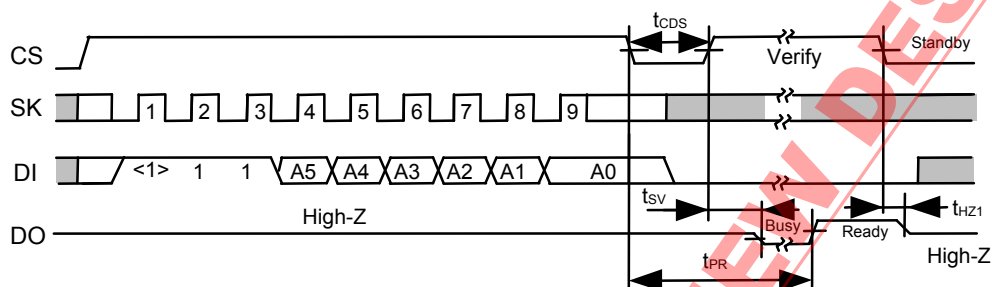 tCDS
CS
Verify
Standby
SK
1 2 3 4 5 6 7 8 9
DI
<1> 1 1 A5 A4 A3 A2 A1 A0
tSV
tHZ1
High-Z
DO
Busy
Ready
High-Z
tPR